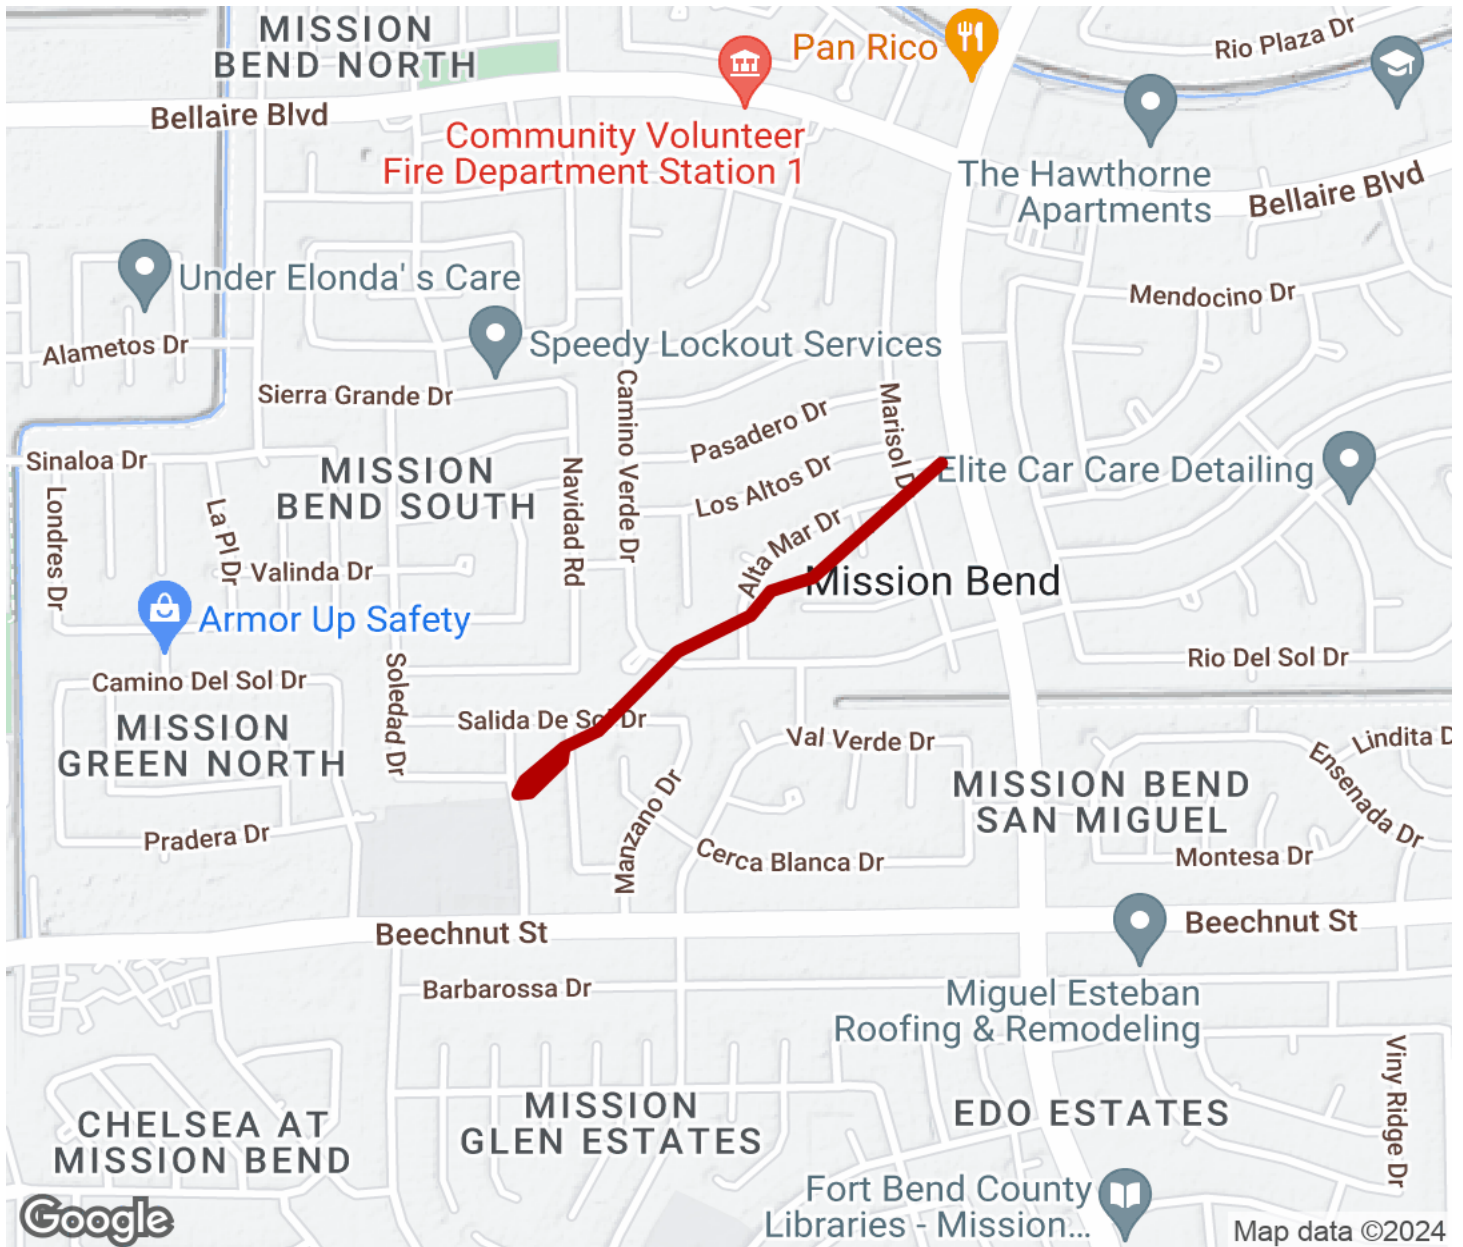 MISSION
BEND NORTH
Pan Rico
Rio Plaza Dr
Bellaire Blvd
Community Volunteer
Fire Department Station 1
The Hawthorne
Apartments
Bellaire Blvd
Under Elonda's Care
Mendocino Dr
Alametos Dr
Speedy Lockout Services
Sierra Grande Dr
Camino Verde Dr
Pasadero Dr
Marisol D
Sinaloa Dr
MISSION
BEND SOUTH
Navidad Rd
Los Altos Dr
Elite Car Care Detailing
Londres Dr
La Pl Dr
Valinda Dr
Alta Mar Dr
Mission Bend
Armor Up Safety
Camino Del Sol Dr
Soledad Dr
Rio Del Sol Dr
MISSION
GREEN NORTH
Salida De Sol Dr
Val Verde Dr
Lindita D
Ensenada Dr
MISSION BEND
SAN MIGUEL
Pradera Dr
Manzano Dr
Cerca Blanca Dr
Montesa Dr
Beechnut St
Beechnut St
Barbarossa Dr
Miguel Esteban
Roofing & Remodeling
Viny Ridge Dr
CHELSEA AT
MISSION BEND
MISSION
GLEN ESTATES
EDO ESTATES
Fort Bend County
Libraries - Mission...
Google
Map data ©2024